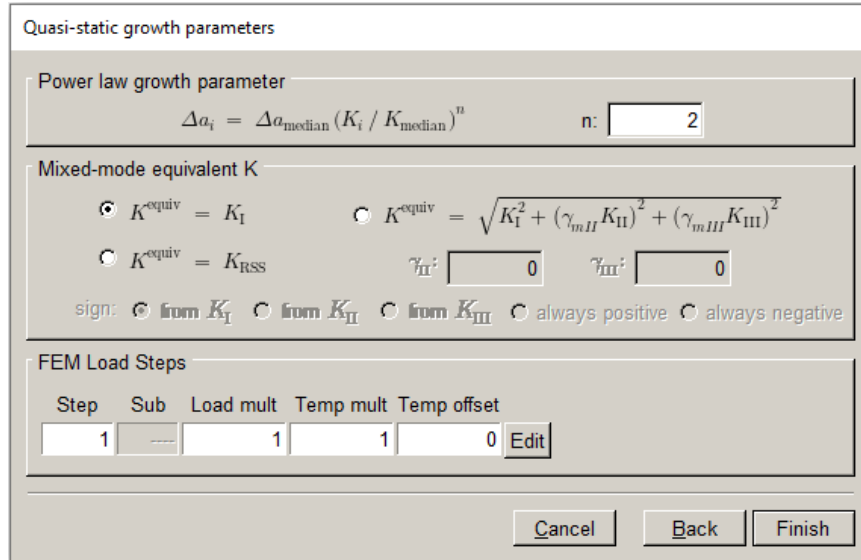 Quasi-static growth parameters
Power law growth parameter
Δa_i = Δa_median (K_i / K_median)^n n: 2
Mixed-mode equivalent K
K^equiv = K_I K^equiv = √(K_I^2 + (γ_mII K_II)^2 + (γ_mIII K_III)^2)
K^equiv = K_RSS γ_II: 0 γ_III: 0
sign: from K_I from K_II from K_III always positive always negative
FEM Load Steps
Step Sub Load mult Temp mult Temp offset
1 ---- 1 1 0 Edit
Cancel Back Finish